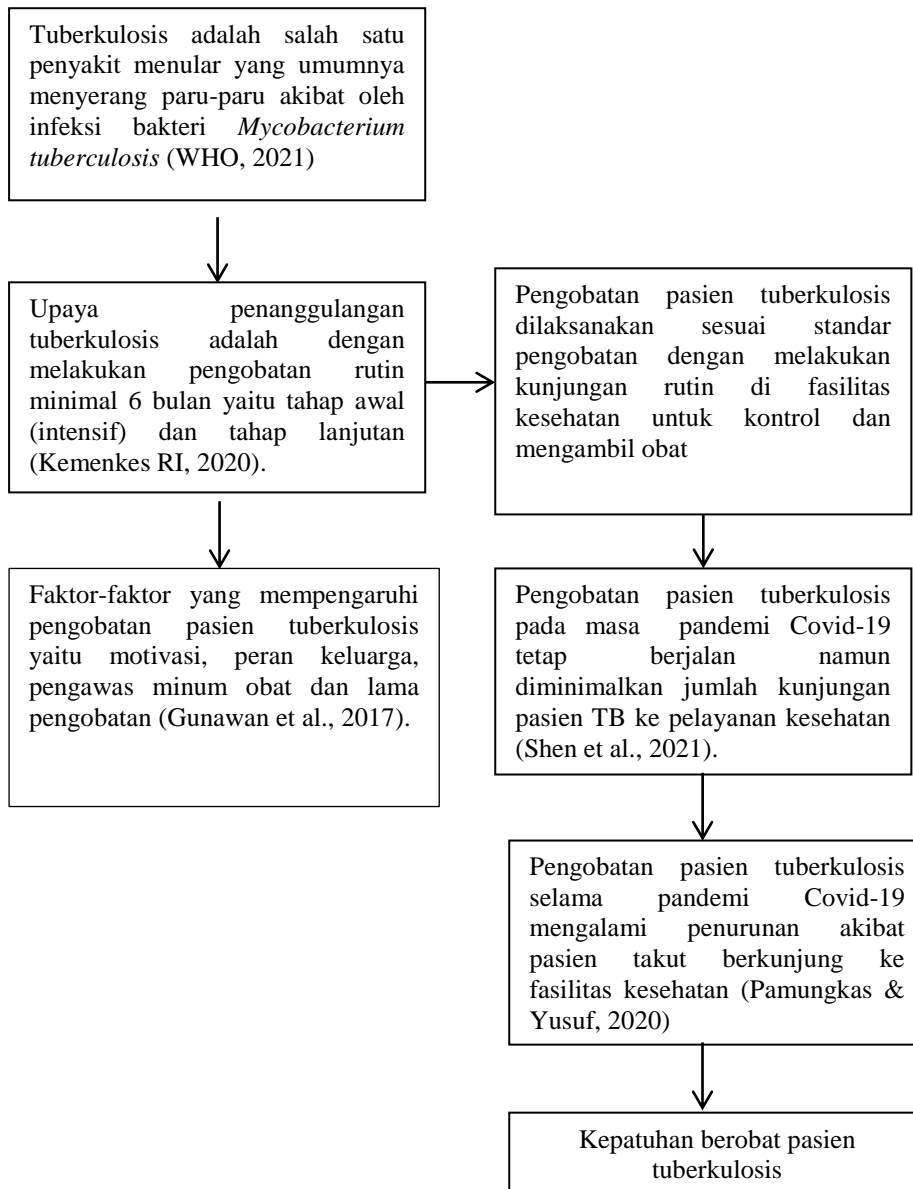 Tuberkulosis adalah salah satu
penyakit menular yang umumnya
menyerang paru-paru akibat oleh
infeksi bakteri Mycobacterium
tuberculosis (WHO, 2021)
Upaya penanggulangan
tuberkulosis adalah dengan
melakukan pengobatan rutin
minimal 6 bulan yaitu tahap awal
(intensif) dan tahap lanjutan
(Kemenkes RI, 2020).
Pengobatan pasien tuberkulosis
dilaksanakan sesuai standar
pengobatan dengan melakukan
kunjungan rutin di fasilitas
kesehatan untuk kontrol dan
mengambil obat
Faktor-faktor yang mempengaruhi
pengobatan pasien tuberkulosis
yaitu motivasi, peran keluarga,
pengawas minum obat dan lama
pengobatan (Gunawan et al., 2017).
Pengobatan pasien tuberkulosis
pada masa pandemi Covid-19
tetap berjalan namun
diminimalkan jumlah kunjungan
pasien TB ke pelayanan kesehatan
(Shen et al., 2021).
Pengobatan pasien tuberkulosis
selama pandemi Covid-19
mengalami penurunan akibat
pasien takut berkunjung ke
fasilitas kesehatan (Pamungkas &
Yusuf, 2020)
Kepatuhan berobat pasien
tuberkulosis